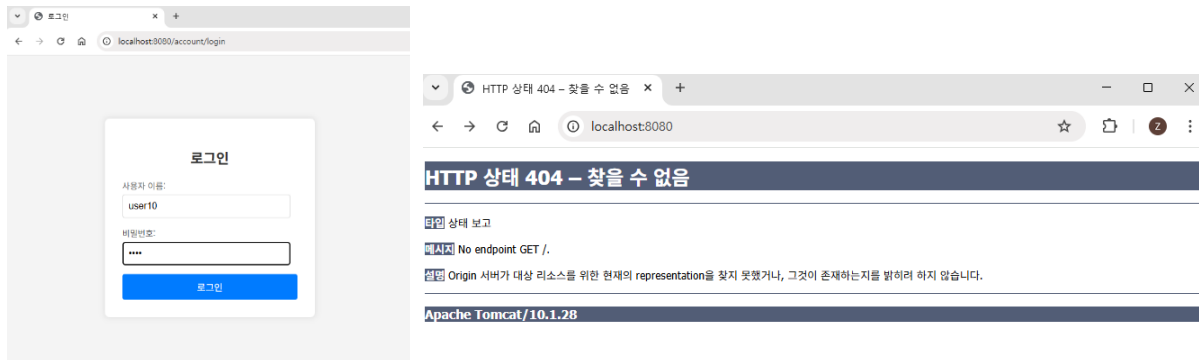 로그인
localhost:8080/account/login
로그인
사용자 이름:
user10
비밀번호:
••••
로그인
HTTP 상태 404 – 찾을 수 없음
localhost:8080
Z
HTTP 상태 404 – 찾을 수 없음
타입 상태 보고
메시지 No endpoint GET /.
설명 Origin 서버가 대상 리소스를 위한 현재의 representation을 찾지 못했거나, 그것이 존재하는지를 밝히려 하지 않습니다.
Apache Tomcat/10.1.28